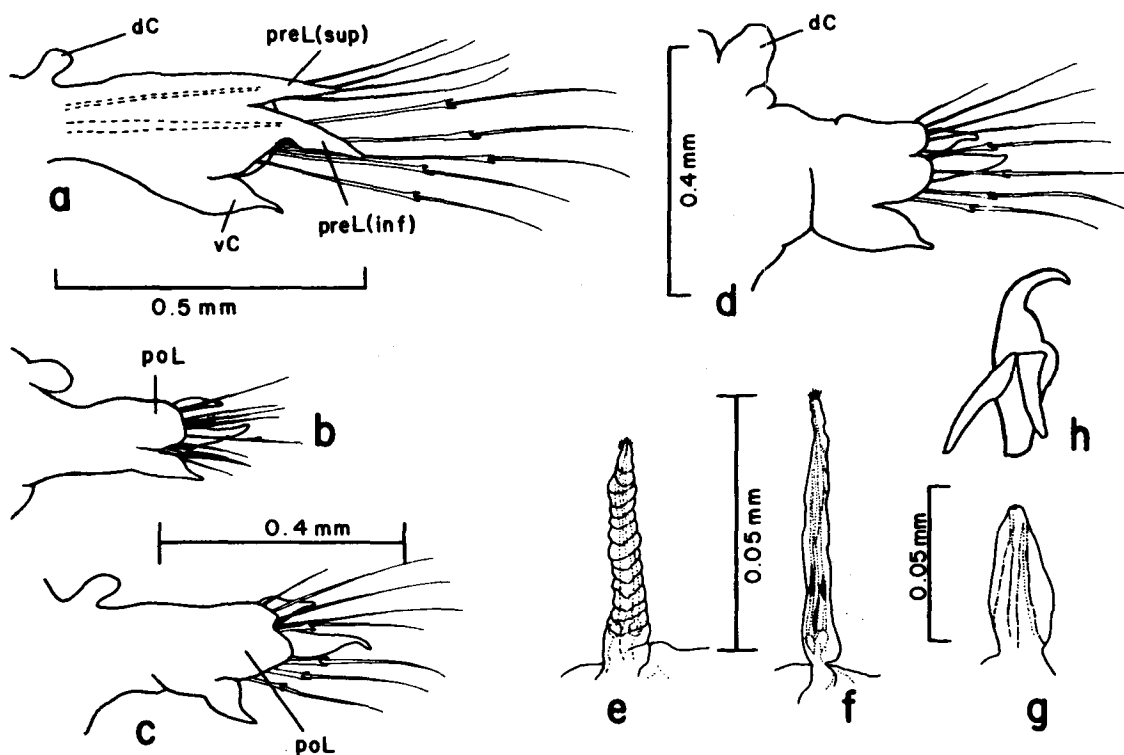 dC
preL(sup)
a
vC
preL(inf)
0.5 mm
dC
0.4 mm
d
poL
b
h
0.4 mm
c
poL
e
0.05 mm
f
0.05 mm
g